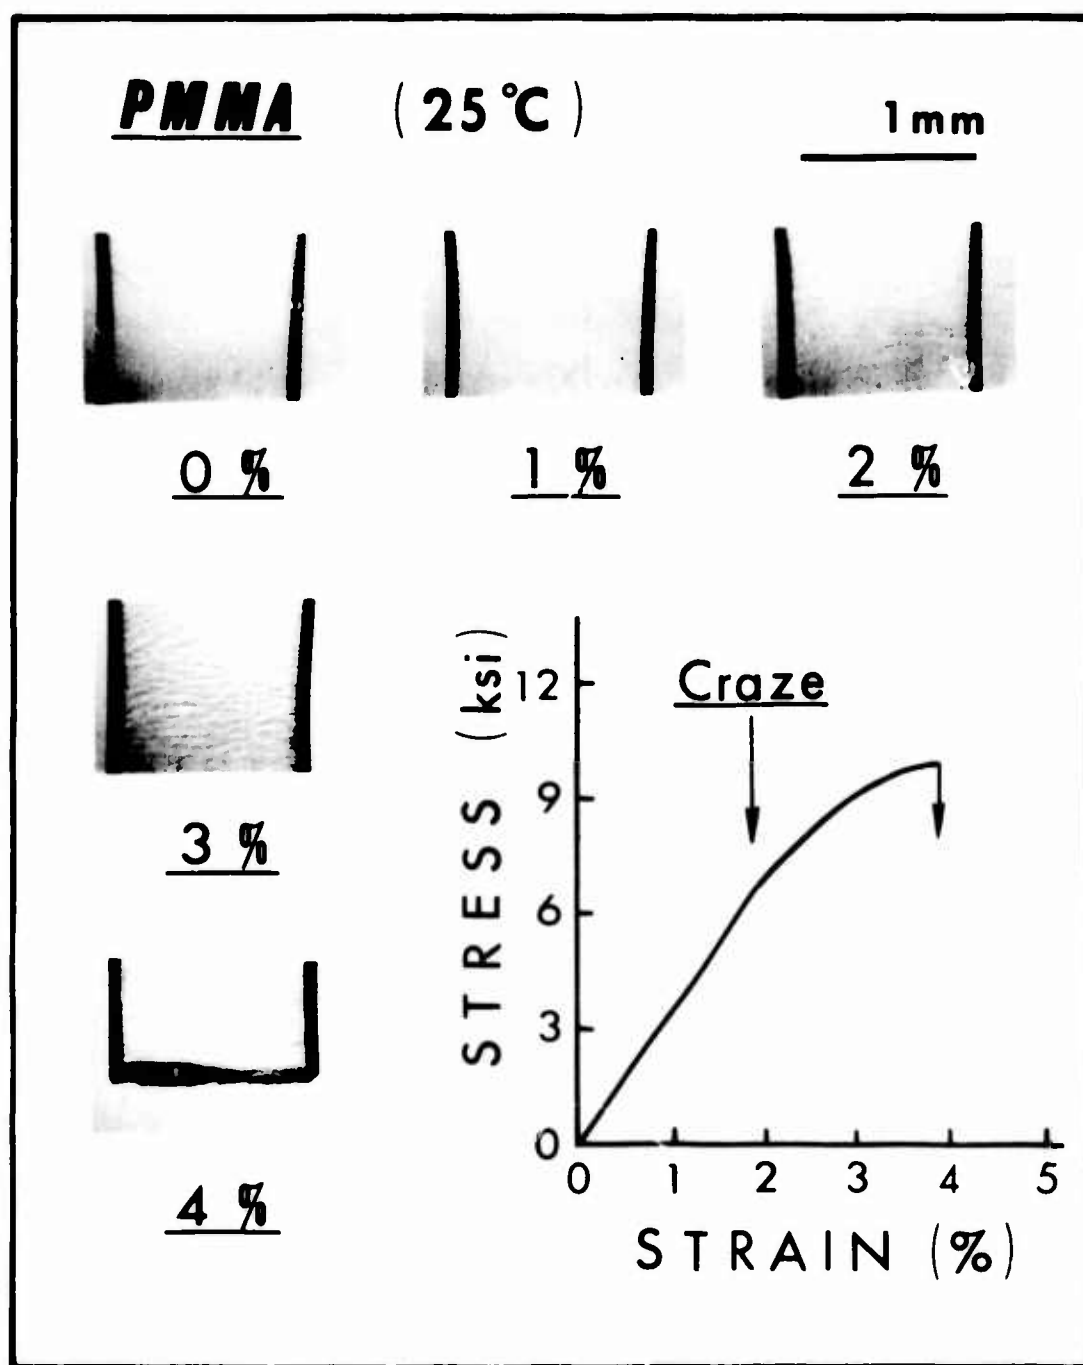 PMMA (25°C)
1mm
0 %
1 %
2 %
3 %
4 %
STRESS (ksi)
12
9
6
3
0
Craze
0 1 2 3 4 5
STRAIN (%)